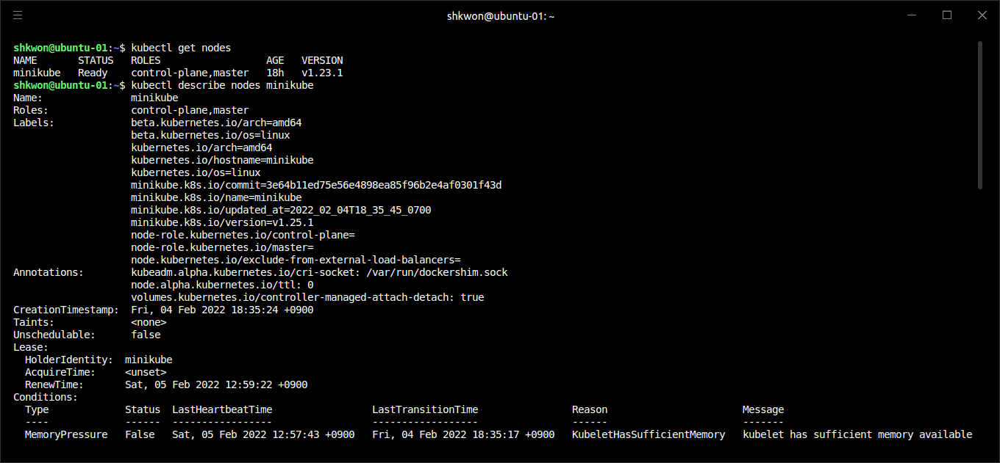 shkwon@ubuntu-01: ~
shkwon@ubuntu-01:~$ kubectl get nodes
NAME       STATUS   ROLES                  AGE   VERSION
minikube   Ready    control-plane,master   18h   v1.23.1
shkwon@ubuntu-01:~$ kubectl describe nodes minikube
Name:               minikube
Roles:              control-plane,master
Labels:             beta.kubernetes.io/arch=amd64
                    beta.kubernetes.io/os=linux
                    kubernetes.io/arch=amd64
                    kubernetes.io/hostname=minikube
                    kubernetes.io/os=linux
                    minikube.k8s.io/commit=3e64b11ed75e56e4898ea85f96b2e4af0301f43d
                    minikube.k8s.io/name=minikube
                    minikube.k8s.io/updated_at=2022_02_04T18_35_45_0700
                    minikube.k8s.io/version=v1.25.1
                    node-role.kubernetes.io/control-plane=
                    node-role.kubernetes.io/master=
                    node.kubernetes.io/exclude-from-external-load-balancers=
Annotations:        kubeadm.alpha.kubernetes.io/cri-socket: /var/run/dockershim.sock
                    node.alpha.kubernetes.io/ttl: 0
                    volumes.kubernetes.io/controller-managed-attach-detach: true
CreationTimestamp:  Fri, 04 Feb 2022 18:35:24 +0900
Taints:             <none>
Unschedulable:      false
Lease:
  HolderIdentity:  minikube
  AcquireTime:     <unset>
  RenewTime:       Sat, 05 Feb 2022 12:59:22 +0900
Conditions:
  Type             Status  LastHeartbeatTime                 LastTransitionTime                Reason                       Message
  ----             ------  -----------------                 ------------------                ------                       -------
  MemoryPressure   False   Sat, 05 Feb 2022 12:57:43 +0900   Fri, 04 Feb 2022 18:35:17 +0900   KubeletHasSufficientMemory   kubelet has sufficient memory available